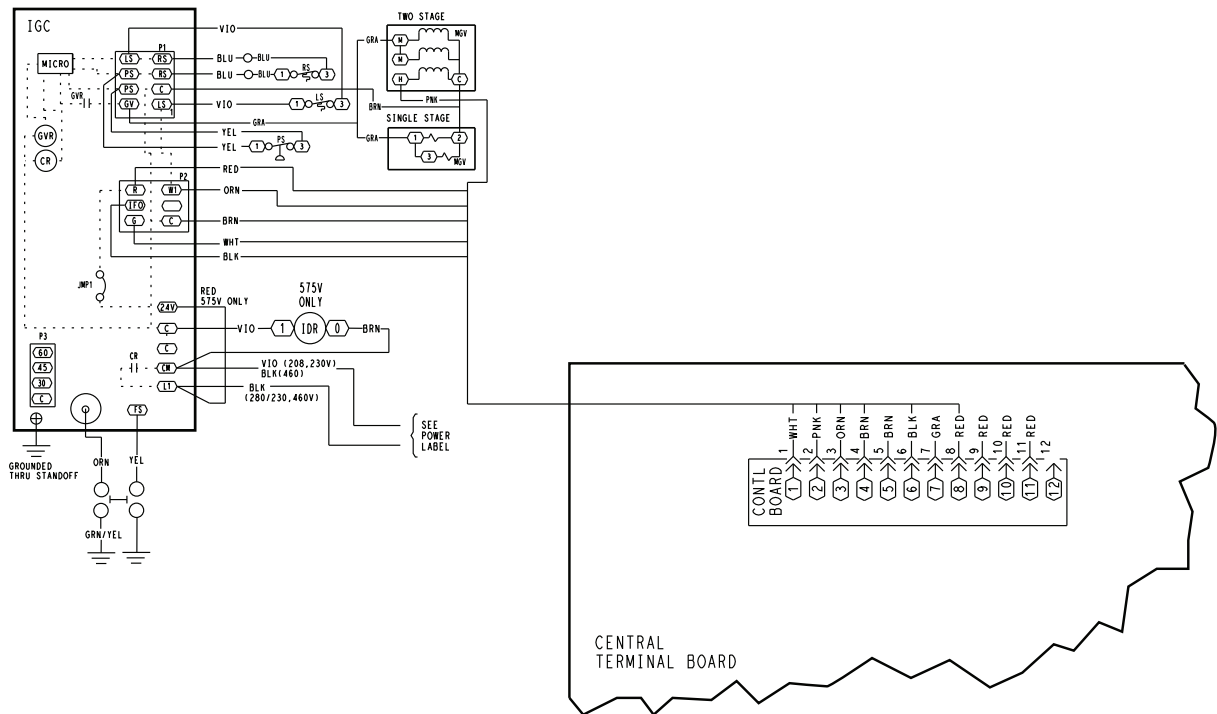 IGC
MICRO
GVR
GVR
CR
P1
LS RS
PS RS
PS C
GV LS
1
VIO
BLU BLU
BLU BLU 1 RS 3
VIO 1 LS 3
GRA
YEL
YEL 1 PS 3
TWO STAGE
MGV
GRA M
M
H C
PNK
BRN
SINGLE STAGE
GRA 1 2
3 MGV
P2
R W1
IFO
G C
RED
ORN
BRN
WHT
BLK
JMP1
RED
575V ONLY
24V
C
C
CM
L1
CR
VIO 1 IDR 0 BRN
575V
ONLY
VIO (208,230V)
BLK(460)
BLK
(280/230,460V)
SEE
POWER
LABEL
P3
60
45
30
C
FS
GROUNDED
THRU STANDOFF
ORN YEL
GRN/YEL
WHT PNK ORN BRN BRN BLK GRA RED RED RED RED
1 2 3 4 5 6 7 8 9 10 11 12
CONTL
BOARD
1 2 3 4 5 6 7 8 9 10 11 12
CENTRAL
TERMINAL BOARD